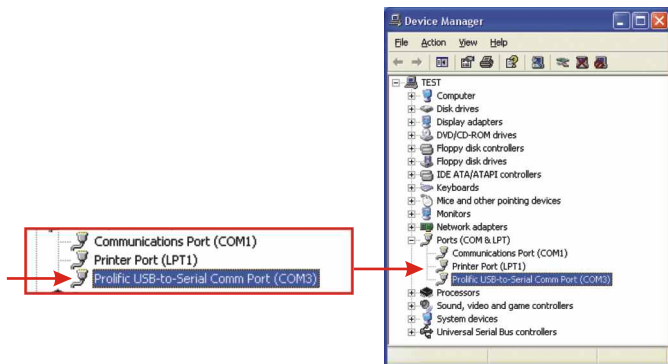 Device Manager
File Action View Help
TEST
Computer
Disk drives
Display adapters
DVD/CD-ROM drives
Floppy disk controllers
Floppy disk drives
IDE ATA/ATAPI controllers
Keyboards
Mice and other pointing devices
Monitors
Network adapters
Ports (COM & LPT)
Communications Port (COM1)
Printer Port (LPT1)
Prolific USB-to-Serial Comm Port (COM3)
Processors
Sound, video and game controllers
System devices
Universal Serial Bus controllers
Communications Port (COM1)
Printer Port (LPT1)
Prolific USB-to-Serial Comm Port (COM3)